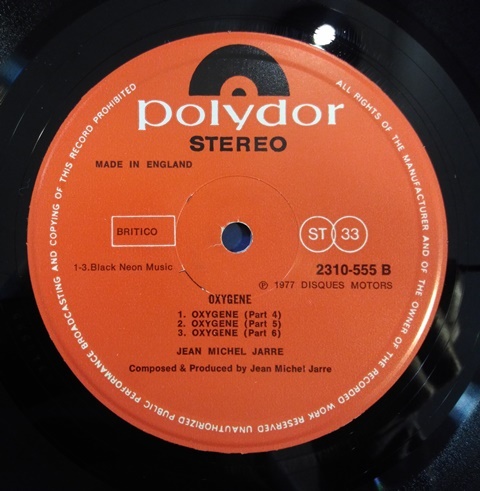 polydor
STEREO
MADE IN ENGLAND
BRITICO
ST 33
1-3.Black Neon Music
2310-555 B
℗ 1977 DISQUES MOTORS
OXYGENE
1. OXYGENE (Part 4)
2. OXYGENE (Part 5)
3. OXYGENE (Part 6)
JEAN MICHEL JARRE
Composed & Produced by Jean Michel Jarre
ALL RIGHTS OF THE MANUFACTURER AND OF THE OWNER OF THE RECORDED WORK RESERVED UNAUTHORIZED PUBLIC PERFORMANCE BROADCASTING AND COPYING OF THIS RECORD PROHIBITED